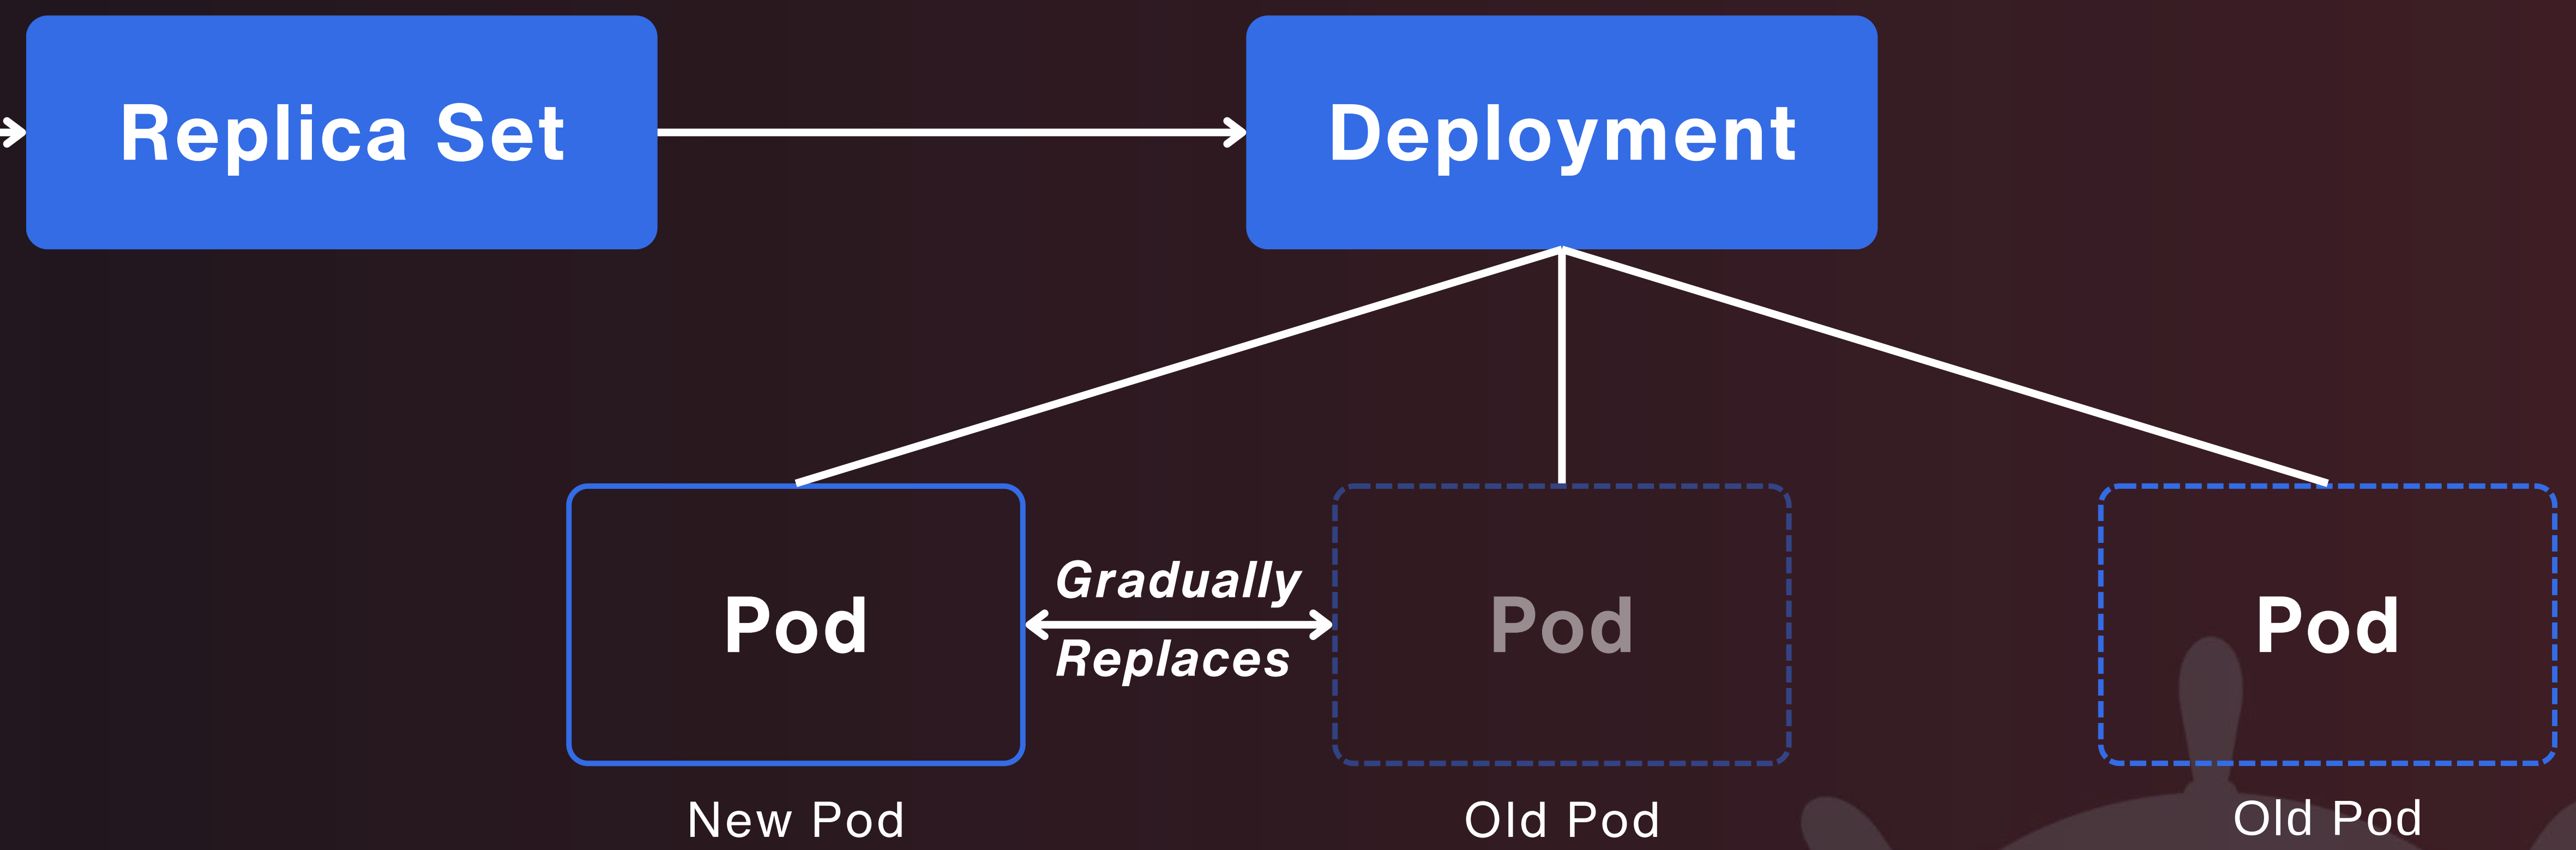 Replica Set
Deployment
Pod
Gradually
Replaces
Pod
Pod
New Pod
Old Pod
Old Pod